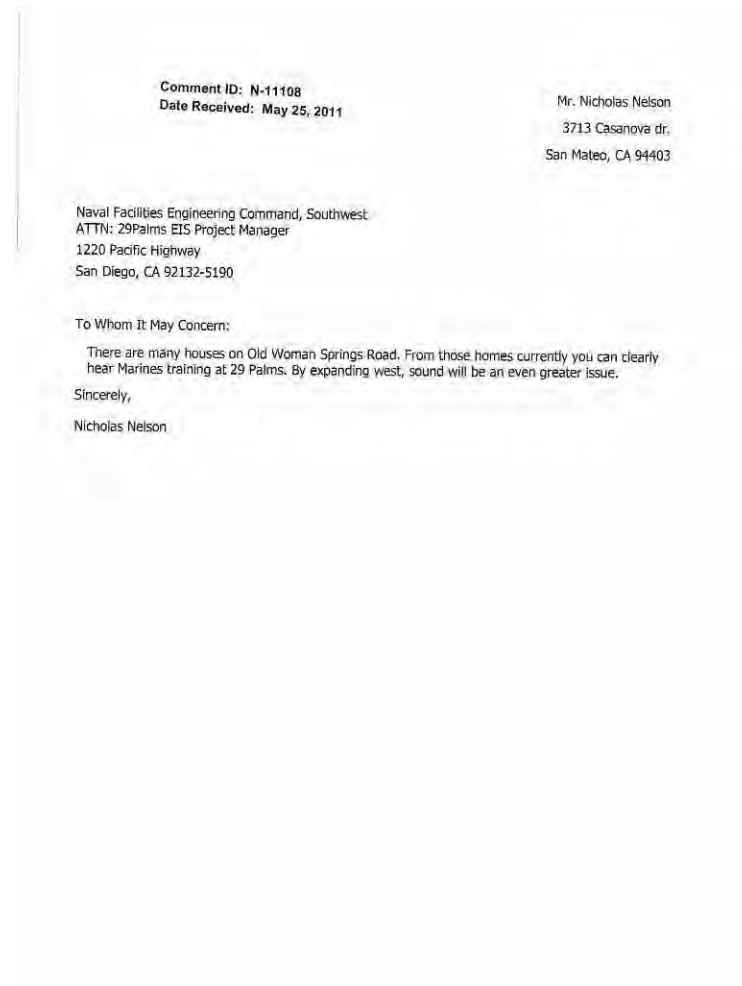 Comment ID: N-11108
Date Received: May 25, 2011
Mr. Nicholas Nelson
3713 Casanova dr.
San Mateo, CA 94403
Naval Facilities Engineering Command, Southwest
ATTN: 29Palms EIS Project Manager
1220 Pacific Highway
San Diego, CA 92132-5190
To Whom It May Concern:
There are many houses on Old Woman Springs Road. From those homes currently you can clearly
hear Marines training at 29 Palms. By expanding west, sound will be an even greater issue.
Sincerely,
Nicholas Nelson